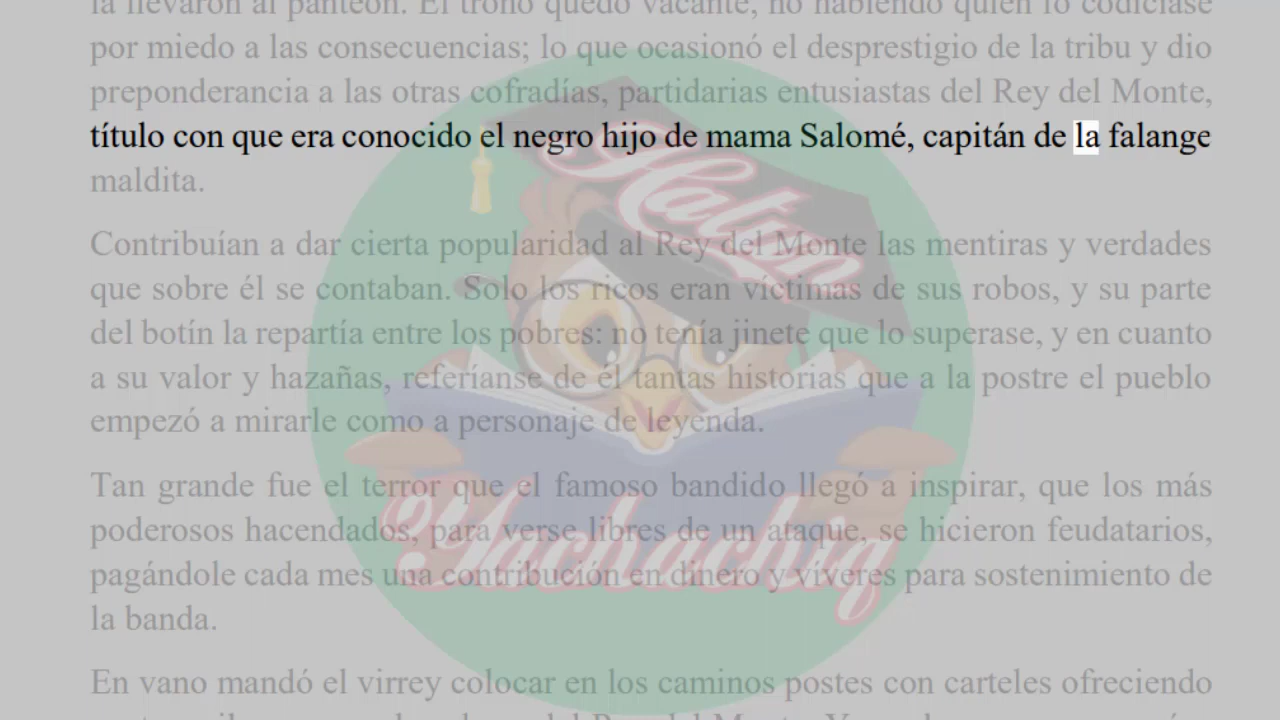 la llevaron al panteón. El trono quedó vacante, no habiendo quien lo codiciase
por miedo a las consecuencias; lo que ocasionó el desprestigio de la tribu y dio
preponderancia a las otras cofradías, partidarias entusiastas del Rey del Monte,
título con que era conocido el negro hijo de mama Salomé, capitán de la falange
maldita.
Hatun
Contribuían a dar cierta popularidad al Rey del Monte las mentiras y verdades
que sobre él se contaban. Solo los ricos eran víctimas de sus robos, y su parte
del botín la repartía entre los pobres: no tenía jinete que lo superase, y en cuanto
a su valor y hazañas, referíanse de él tantas historias que a la postre el pueblo
empezó a mirarle como a personaje de leyenda.
Tan grande fue el terror que el famoso bandido llegó a inspirar, que los más
poderosos hacendados, para verse libres de un ataque, se hicieron feudatarios,
Yachachiq
pagándole cada mes una contribución en dinero y víveres para sostenimiento de
la banda.
En vano mandó el virrey colocar en los caminos postes con carteles ofreciendo